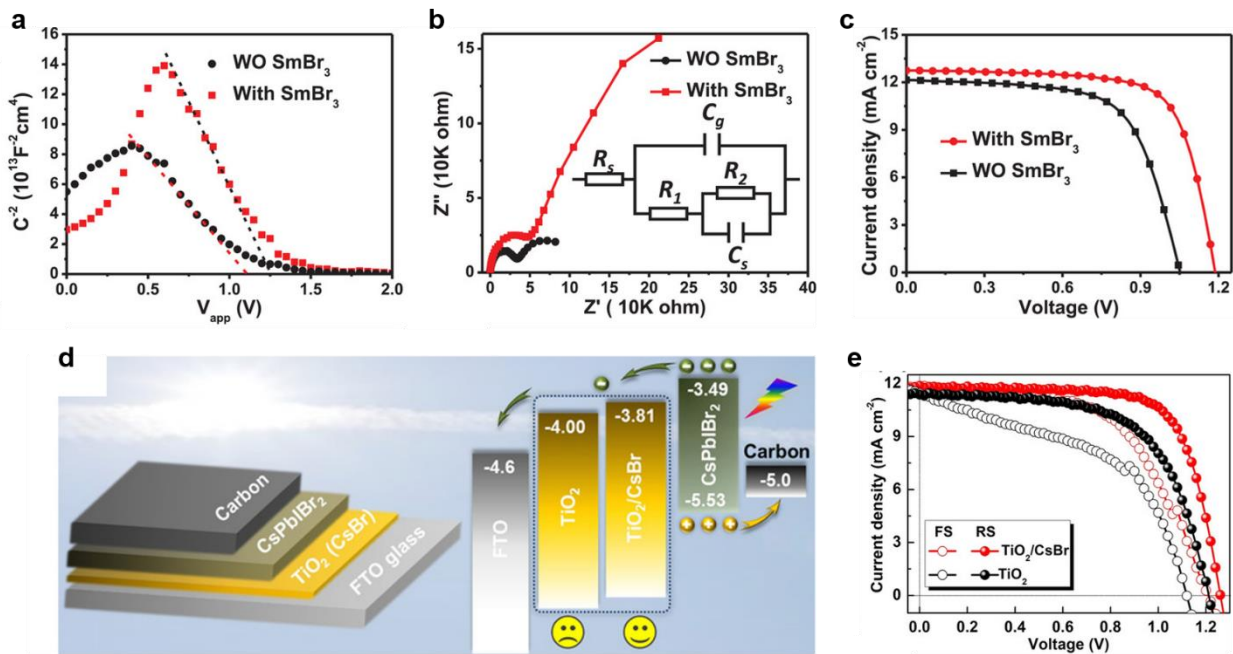 a
16
14
12
10
8
6
4
2
0
C⁻² (10¹³F⁻²cm⁴)
WO SmBr₃
With SmBr₃
0.0 0.5 1.0 1.5 2.0
Vapp (V)
b
15
10
5
0
Z'' (10K ohm)
WO SmBr₃
With SmBr₃
Cg
Rs
R1
R2
Cs
0 5 10 15 20 25 30 35 40
Z' ( 10K ohm)
c
15
12
9
6
3
0
Current density (mA cm⁻²)
With SmBr₃
WO SmBr₃
0.0 0.3 0.6 0.9 1.2
Voltage (V)
d
Carbon
CsPbIBr₂
TiO₂ (CsBr)
FTO glass
-4.6
FTO
-4.00
TiO₂
-3.81
TiO₂/CsBr
-3.49
CsPbIBr₂
-5.53
Carbon
-5.0
e
12
9
6
3
0
Current density (mA cm⁻²)
FS RS
TiO₂/CsBr
TiO₂
0.0 0.2 0.4 0.6 0.8 1.0 1.2
Voltage (V)